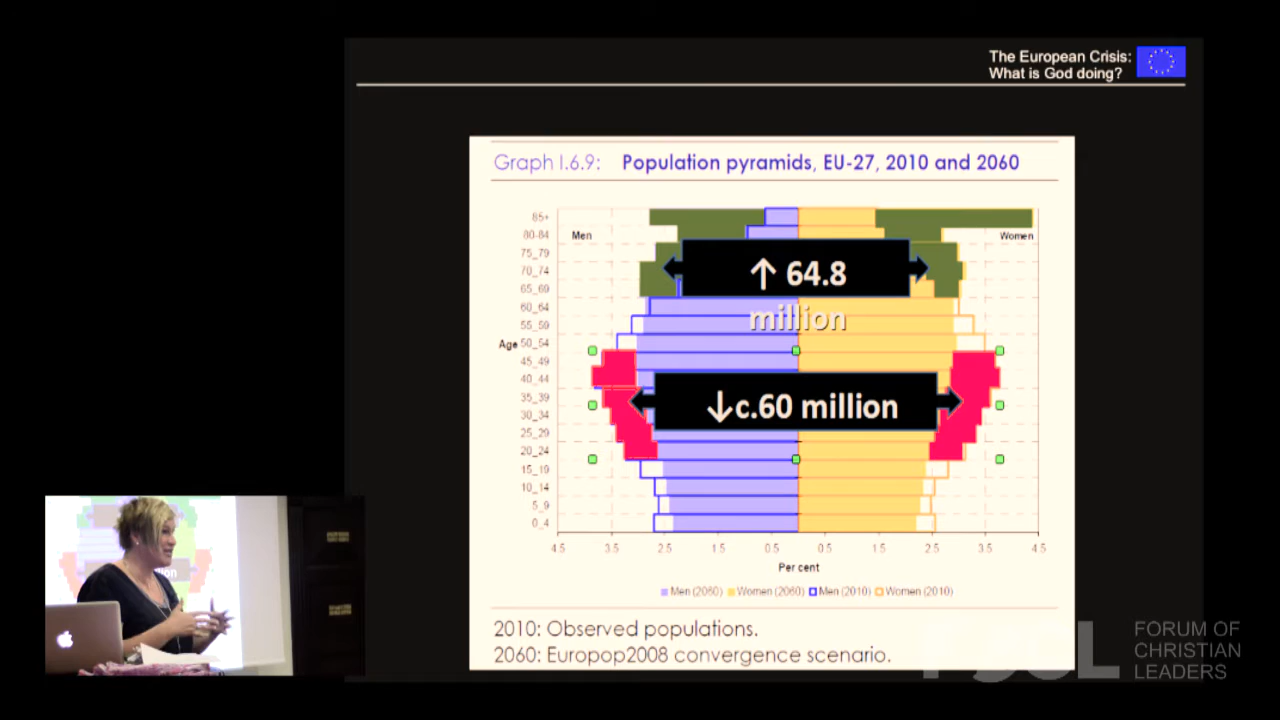 The European Crisis:
What is God doing?
Graph I.6.9: Population pyramids, EU-27, 2010 and 2060
85+
80-84
75_79
70_74
65_69
60_64
55_59
50_54
45_49
40_44
35_39
30_34
25_29
20_24
15_19
10_14
5_9
0_4
Age
Men
Women
↑ 64.8
million
↓c.60 million
4.5 3.5 2.5 1.5 0.5 0.5 1.5 2.5 3.5 4.5
Per cent
Men (2060) Women (2060) Men (2010) Women (2010)
2010: Observed populations.
2060: Europop2008 convergence scenario.
FORUM OF
CHRISTIAN
LEADERS